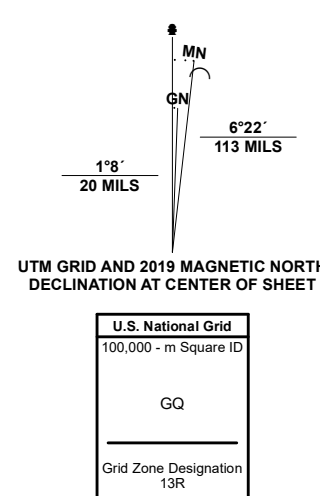 MN
GN
6°22´
113 MILS
1°8´
20 MILS
UTM GRID AND 2019 MAGNETIC NORTH
DECLINATION AT CENTER OF SHEET
U.S. National Grid
100,000 - m Square ID
GQ
Grid Zone Designation
13R